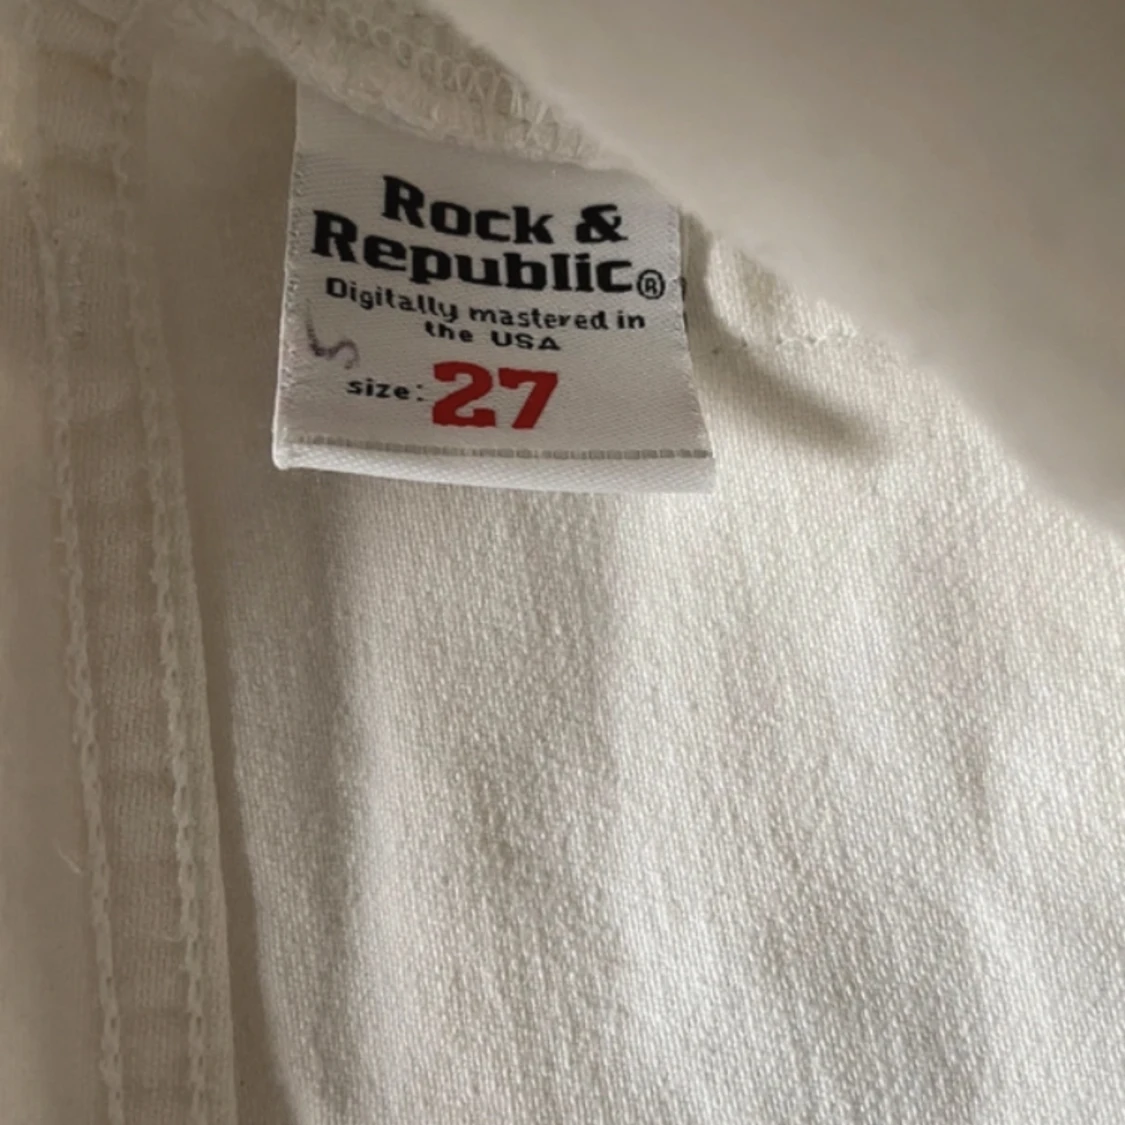 Rock &
Republic®
Digitally mastered in
the USA
size: 27